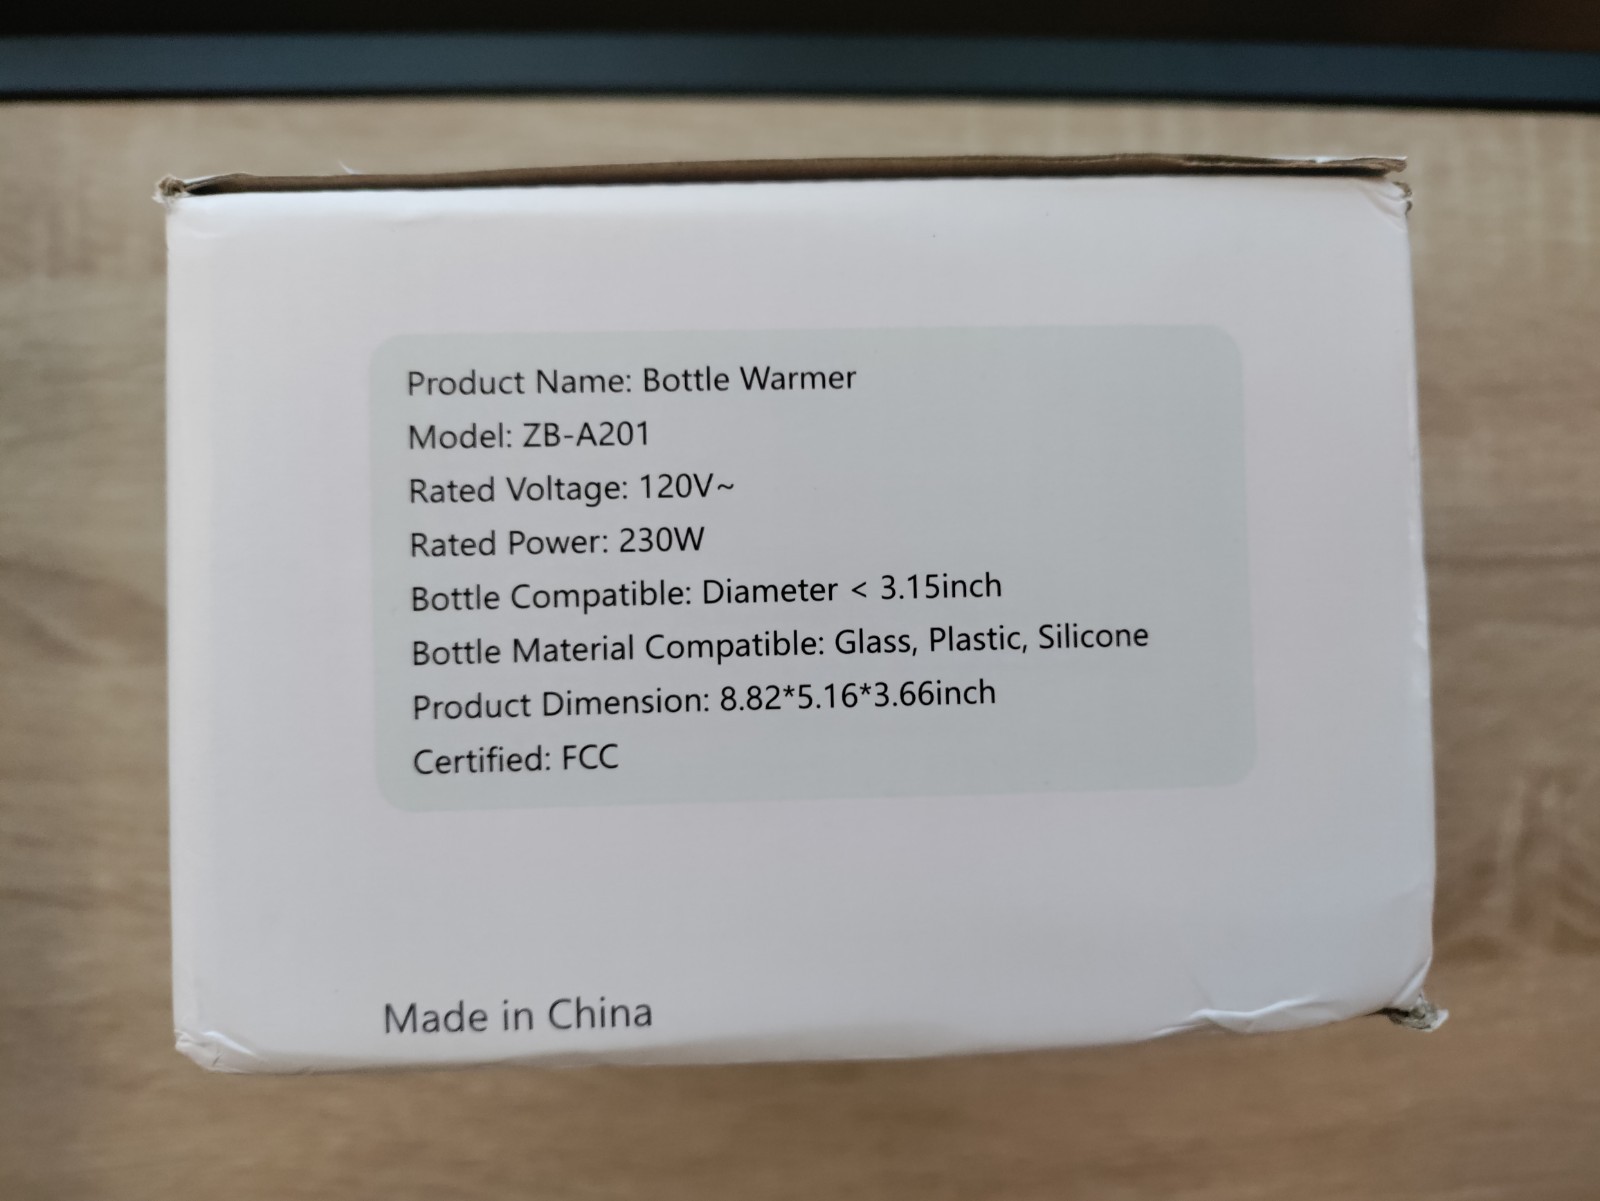 Product Name: Bottle Warmer
Model: ZB-A201
Rated Voltage: 120V~
Rated Power: 230W
Bottle Compatible: Diameter < 3.15inch
Bottle Material Compatible: Glass, Plastic, Silicone
Product Dimension: 8.82*5.16*3.66inch
Certified: FCC
Made in China